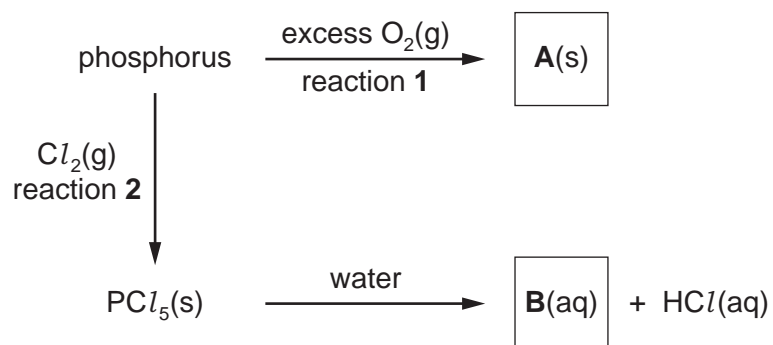 phosphorus
excess O₂(g)
reaction 1
A(s)
Cl₂(g)
reaction 2
PCl₅(s)
water
B(aq) + HCl(aq)